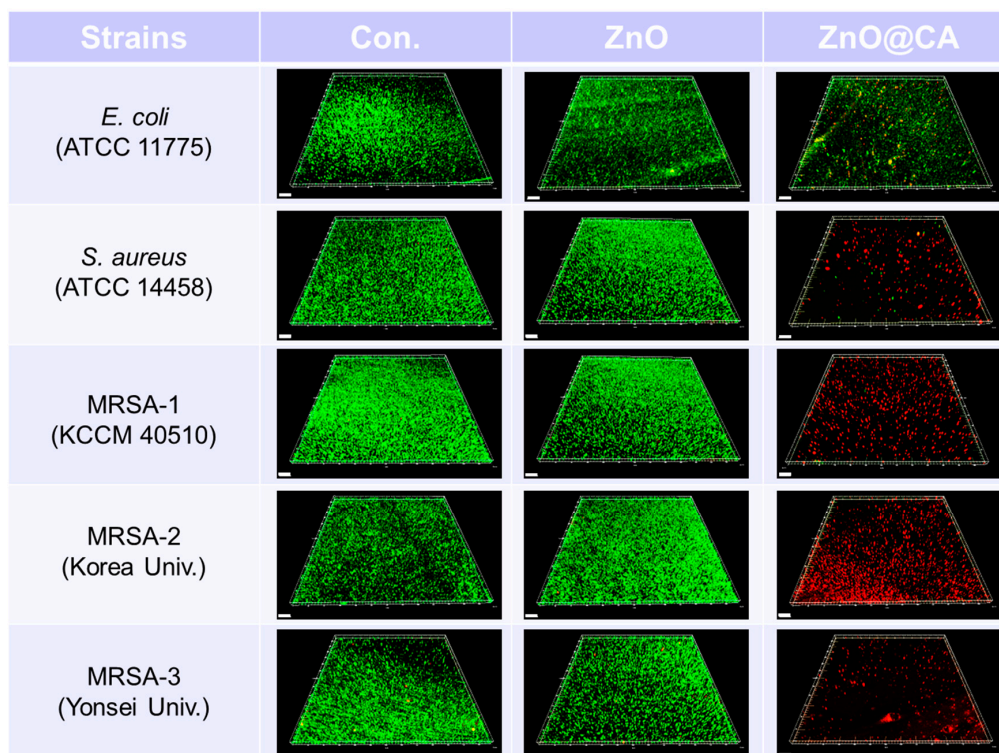 Strains Con. ZnO ZnO@CA
E. coli
(ATCC 11775)
S. aureus
(ATCC 14458)
MRSA-1
(KCCM 40510)
MRSA-2
(Korea Univ.)
MRSA-3
(Yonsei Univ.)